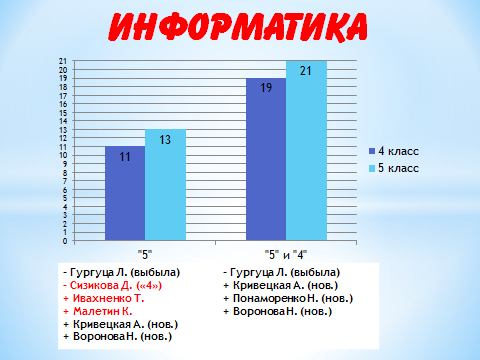 ИНФОРМАТИКА
21
20
19
18
17
16
15
14
13
12
11
10
9
8
7
6
5
4
3
2
1
0
11
13
19
21
4 класс
5 класс
"5"
"5" и "4"
- Гургуца Л. (выбыла)
- Сизикова Д. («4»)
+ Ивахненко Т.
+ Малетин К.
+ Кривецкая А. (нов.)
+ Воронова Н. (нов.)
- Гургуца Л. (выбыла)
+ Кривецкая А. (нов.)
+ Понаморенко Н. (нов.)
+ Воронова Н. (нов.)